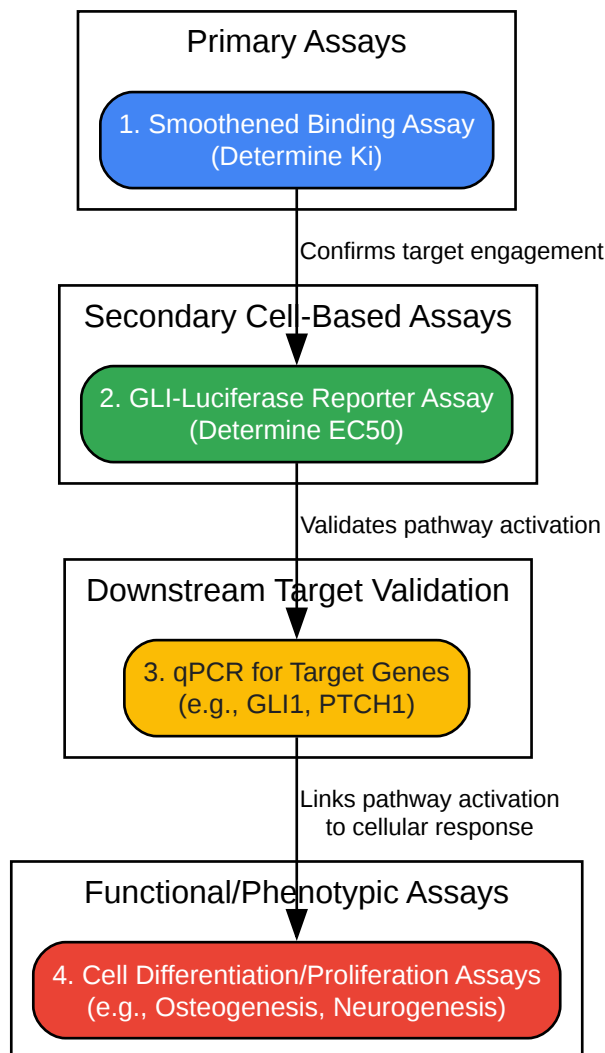 Primary Assays
1. Smoothened Binding Assay
(Determine Ki)
Confirms target engagement
Secondary Cell-Based Assays
2. GLI-Luciferase Reporter Assay
(Determine EC50)
Validates pathway activation
Downstream Target Validation
3. qPCR for Target Genes
(e.g., GLI1, PTCH1)
Links pathway activation
to cellular response
Functional/Phenotypic Assays
4. Cell Differentiation/Proliferation Assays
(e.g., Osteogenesis, Neurogenesis)